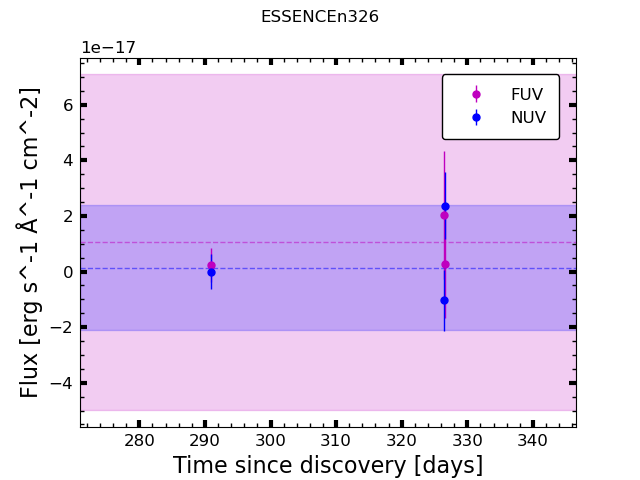 ESSENCEn326
1e−17
FUV
NUV
6
4
2
0
−2
−4
Flux [erg s^-1 Å^-1 cm^-2]
280 290 300 310 320 330 340
Time since discovery [days]